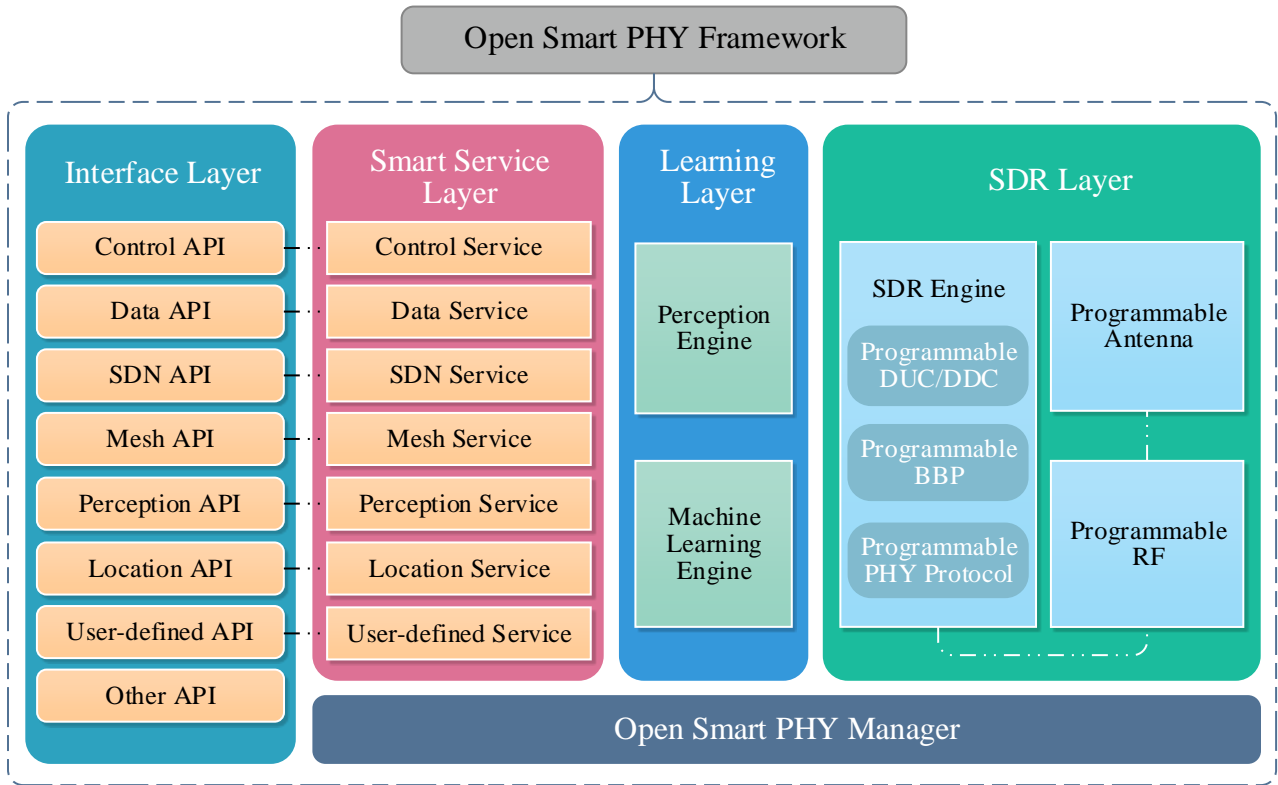 Open Smart PHY Framework
Interface Layer
Control API
Data API
SDN API
Mesh API
Perception API
Location API
User-defined API
Other API
Smart Service
Layer
Control Service
Data Service
SDN Service
Mesh Service
Perception Service
Location Service
User-defined Service
Learning
Layer
Perception
Engine
Machine
Learning
Engine
SDR Layer
SDR Engine
Programmable
DUC/DDC
Programmable
BBP
Programmable
PHY Protocol
Programmable
Antenna
Programmable
RF
Open Smart PHY Manager